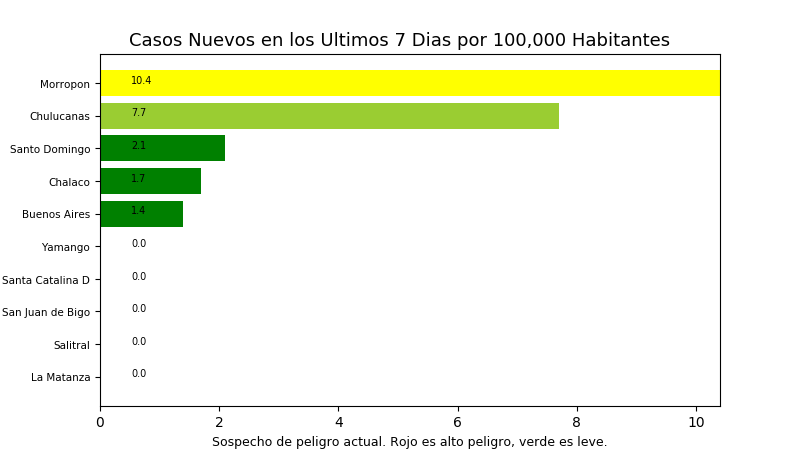 Casos Nuevos en los Ultimos 7 Dias por 100,000 Habitantes
Morropon 10.4
Chulucanas 7.7
Santo Domingo 2.1
Chalaco 1.7
Buenos Aires 1.4
Yamango 0.0
Santa Catalina D 0.0
San Juan de Bigo 0.0
Salitral 0.0
La Matanza 0.0
0 2 4 6 8 10
Sospecho de peligro actual. Rojo es alto peligro, verde es leve.